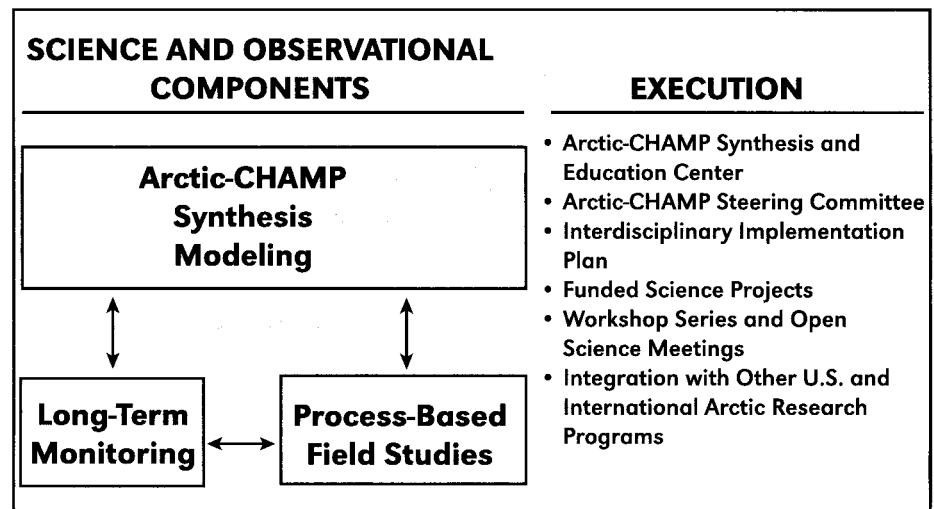 SCIENCE AND OBSERVATIONAL
COMPONENTS
Arctic-CHAMP
Synthesis
Modeling
Long-Term
Monitoring
Process-Based
Field Studies
EXECUTION
• Arctic-CHAMP Synthesis and
Education Center
• Arctic-CHAMP Steering Committee
• Interdisciplinary Implementation
Plan
• Funded Science Projects
• Workshop Series and Open
Science Meetings
• Integration with Other U.S. and
International Arctic Research
Programs